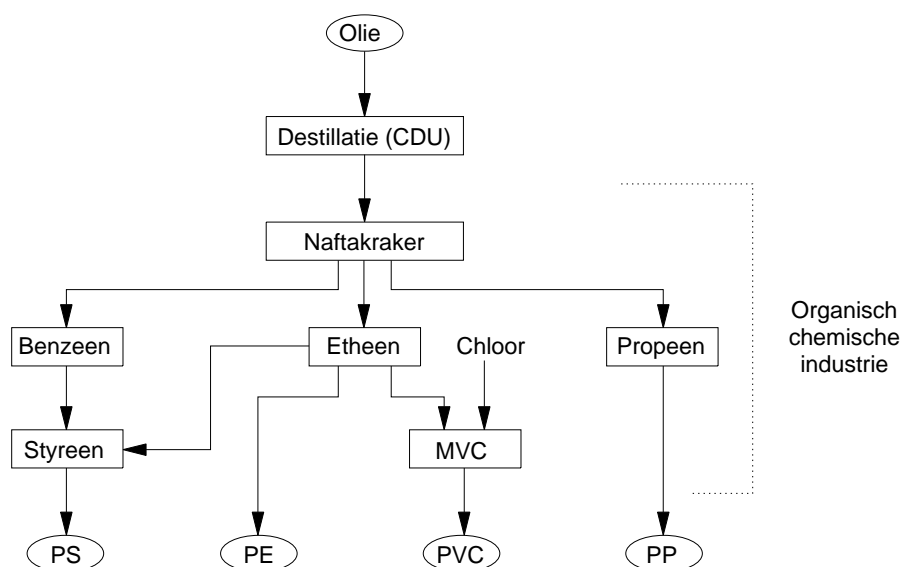 Olie
Destillatie (CDU)
Naftakraker
Benzeen
Etheen
Chloor
Propeen
Organisch
chemische
industrie
Styreen
MVC
PS
PE
PVC
PP